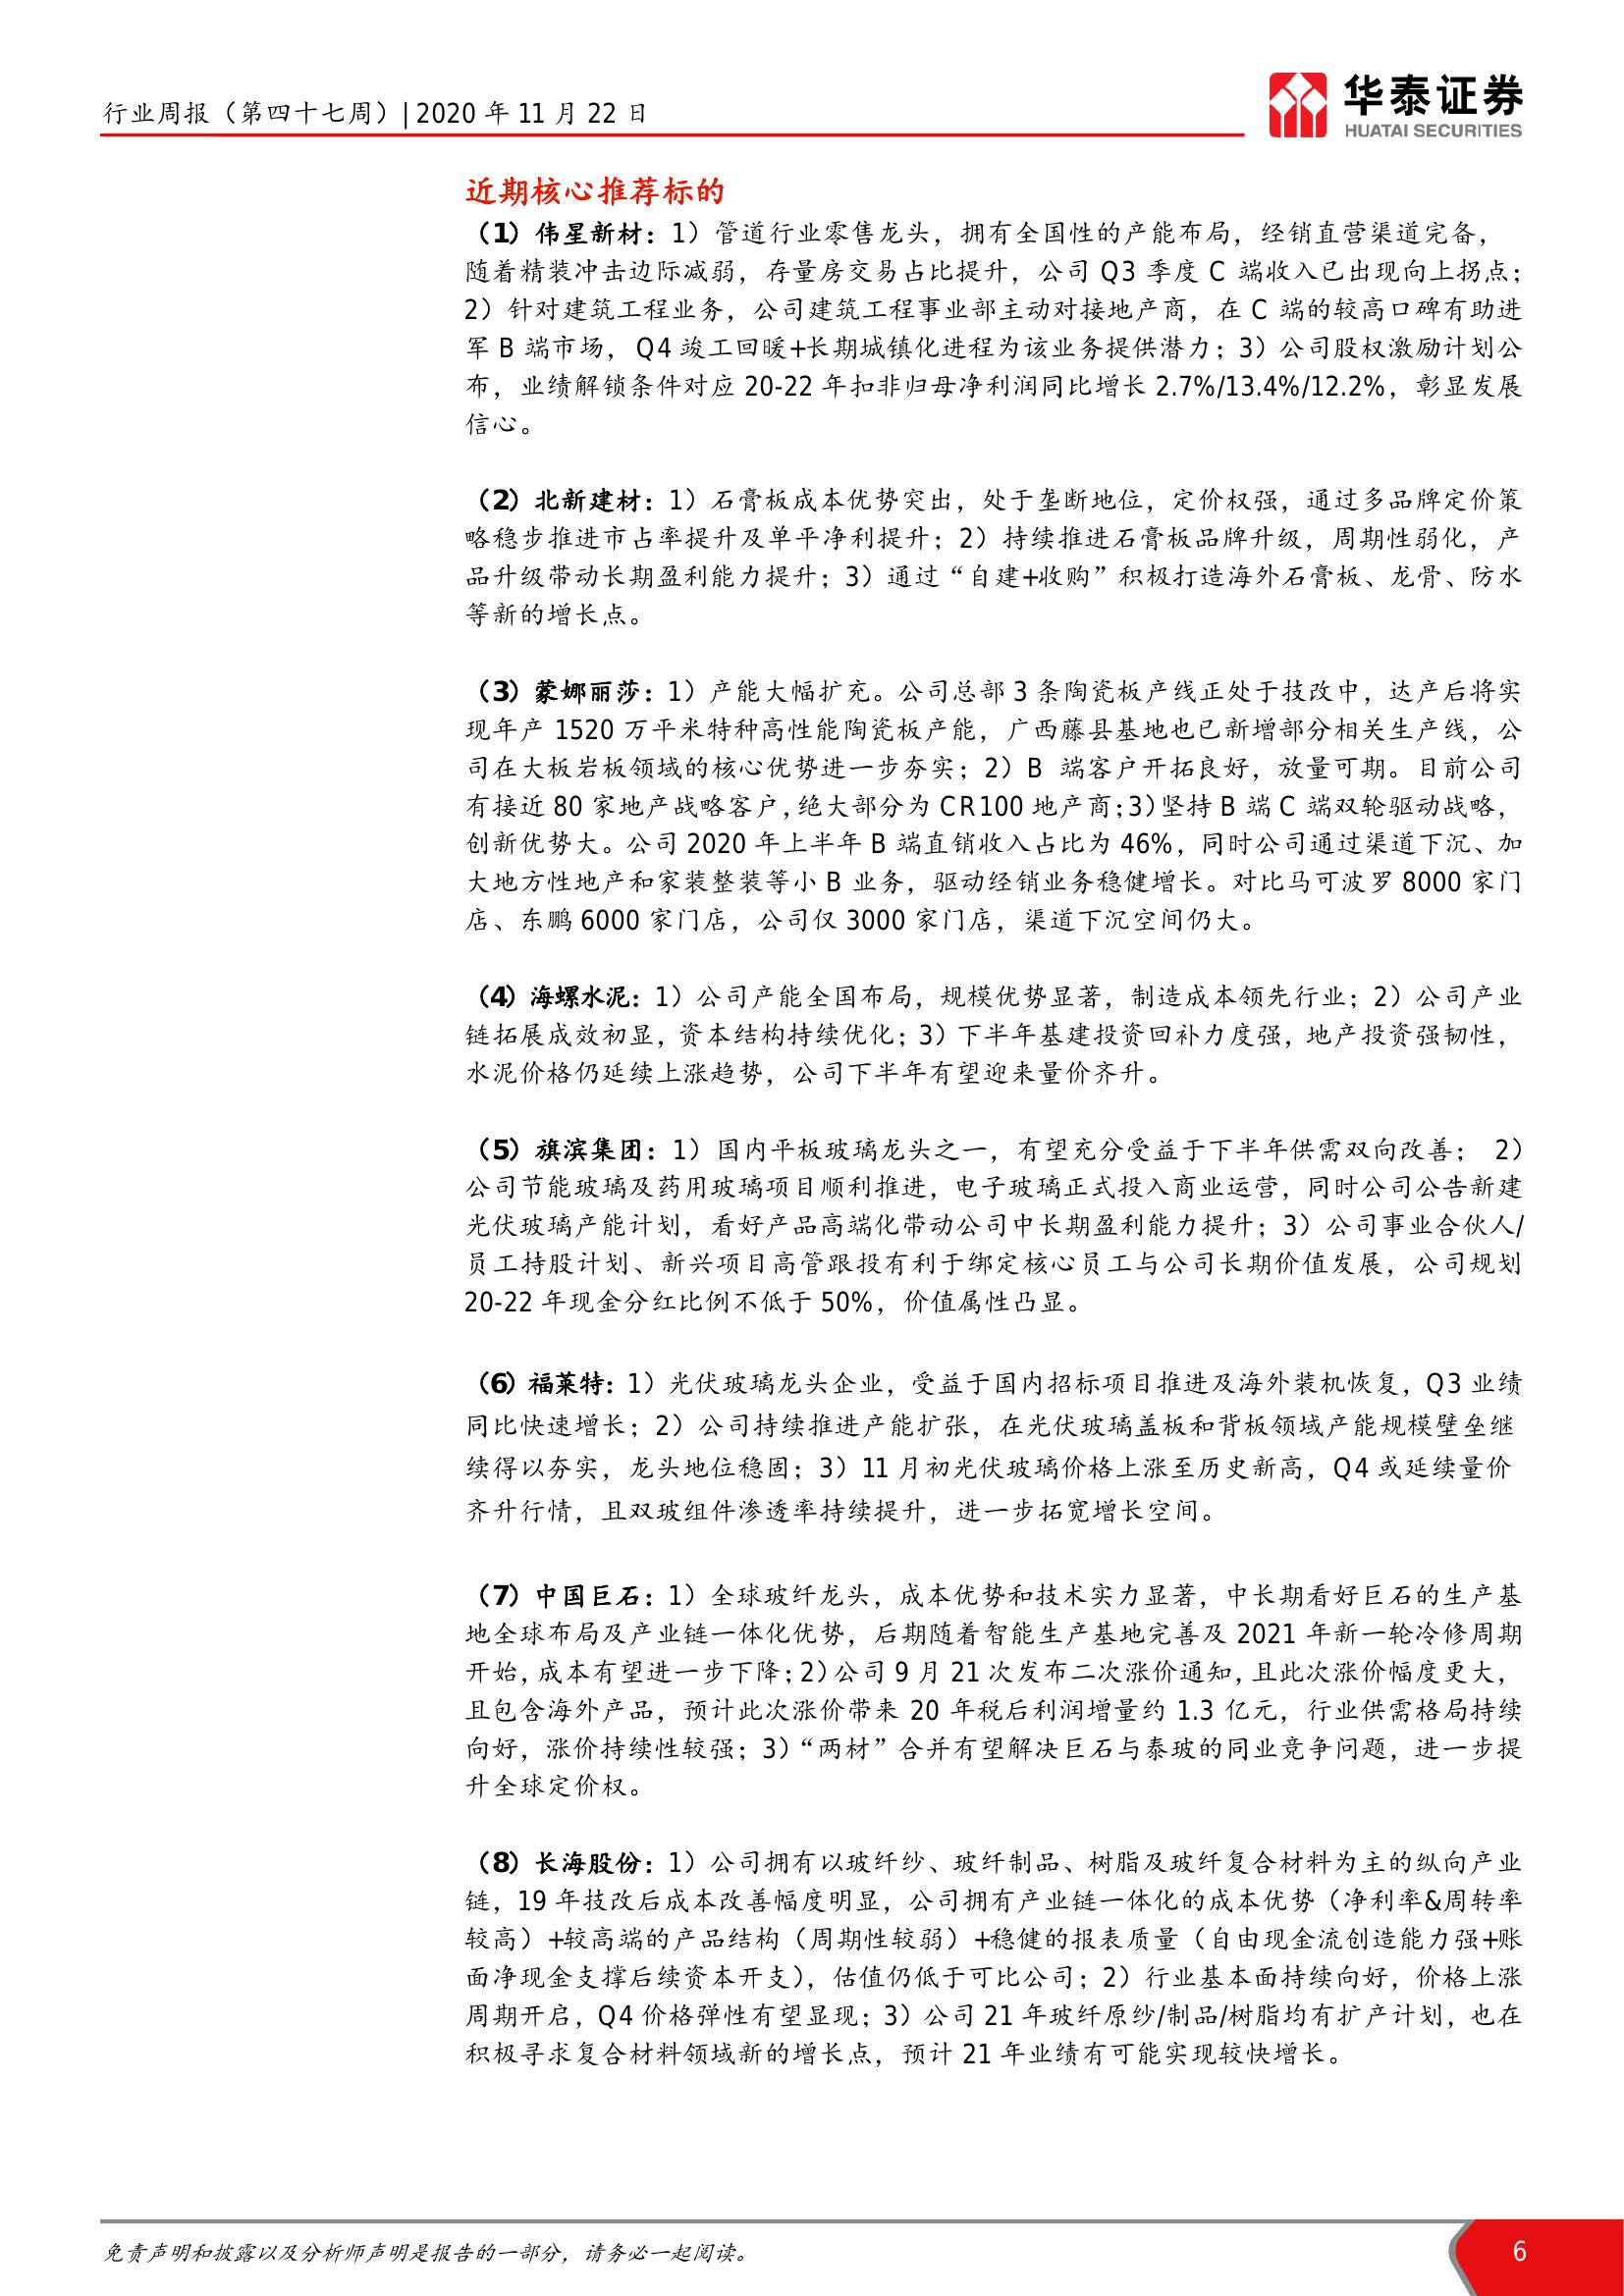 行业周报（第四十七周）| 2020 年 11 月 22 日
华泰证券
HUATAI SECURITIES
近期核心推荐标的
（1）伟星新材：1）管道行业零售龙头，拥有全国性的产能布局，经销直营渠道完备，
随着精装冲击边际减弱，存量房交易占比提升，公司 Q3 季度 C 端收入已出现向上拐点；
2）针对建筑工程业务，公司建筑工程事业部主动对接地产商，在 C 端的较高口碑有助进
军 B 端市场，Q4 竣工回暖+长期城镇化进程为该业务提供潜力；3）公司股权激励计划公
布，业绩解锁条件对应 20-22 年扣非归母净利润同比增长 2.7%/13.4%/12.2%，彰显发展
信心。
（2）北新建材：1）石膏板成本优势突出，处于垄断地位，定价权强，通过多品牌定价策
略稳步推进市占率提升及单平净利提升；2）持续推进石膏板品牌升级，周期性弱化，产
品升级带动长期盈利能力提升；3）通过“自建+收购”积极打造海外石膏板、龙骨、防水
等新的增长点。
（3）蒙娜丽莎：1）产能大幅扩充。公司总部 3 条陶瓷板产线正处于技改中，达产后将实
现年产 1520 万平米特种高性能陶瓷板产能，广西藤县基地也已新增部分相关生产线，公
司在大板岩板领域的核心优势进一步夯实；2）B 端客户开拓良好，放量可期。目前公司
有接近 80 家地产战略客户,绝大部分为 CR100 地产商;3）坚持 B 端 C 端双轮驱动战略，
创新优势大。公司 2020 年上半年 B 端直销收入占比为 46%，同时公司通过渠道下沉、加
大地方性地产和家装整装等小 B 业务，驱动经销业务稳健增长。对比马可波罗 8000 家门
店、东鹏 6000 家门店，公司仅 3000 家门店，渠道下沉空间仍大。
（4）海螺水泥：1）公司产能全国布局，规模优势显著，制造成本领先行业；2）公司产业
链拓展成效初显，资本结构持续优化；3）下半年基建投资回补力度强，地产投资强韧性，
水泥价格仍延续上涨趋势，公司下半年有望迎来量价齐升。
（5）旗滨集团：1）国内平板玻璃龙头之一，有望充分受益于下半年供需双向改善； 2）
公司节能玻璃及药用玻璃项目顺利推进，电子玻璃正式投入商业运营，同时公司公告新建
光伏玻璃产能计划，看好产品高端化带动公司中长期盈利能力提升；3）公司事业合伙人/
员工持股计划、新兴项目高管跟投有利于绑定核心员工与公司长期价值发展，公司规划
20-22 年现金分红比例不低于 50%，价值属性凸显。
（6）福莱特：1）光伏玻璃龙头企业，受益于国内招标项目推进及海外装机恢复，Q3 业绩
同比快速增长；2）公司持续推进产能扩张，在光伏玻璃盖板和背板领域产能规模壁垒继
续得以夯实，龙头地位稳固；3）11 月初光伏玻璃价格上涨至历史新高，Q4 或延续量价
齐升行情，且双玻组件渗透率持续提升，进一步拓宽增长空间。
（7）中国巨石：1）全球玻纤龙头，成本优势和技术实力显著，中长期看好巨石的生产基
地全球布局及产业链一体化优势，后期随着智能生产基地完善及 2021 年新一轮冷修周期
开始，成本有望进一步下降；2）公司 9 月 21 次发布二次涨价通知，且此次涨价幅度更大，
且包含海外产品，预计此次涨价带来 20 年税后利润增量约 1.3 亿元，行业供需格局持续
向好，涨价持续性较强；3）“两材”合并有望解决巨石与泰玻的同业竞争问题，进一步提
升全球定价权。
（8）长海股份：1）公司拥有以玻纤纱、玻纤制品、树脂及玻纤复合材料为主的纵向产业
链，19 年技改后成本改善幅度明显，公司拥有产业链一体化的成本优势（净利率&周转率
较高）+较高端的产品结构（周期性较弱）+稳健的报表质量（自由现金流创造能力强+账
面净现金支撑后续资本开支），估值仍低于可比公司；2）行业基本面持续向好，价格上涨
周期开启，Q4 价格弹性有望显现；3）公司 21 年玻纤原纱/制品/树脂均有扩产计划，也在
积极寻求复合材料领域新的增长点，预计 21 年业绩有可能实现较快增长。
免责声明和披露以及分析师声明是报告的一部分，请务必一起阅读。
6